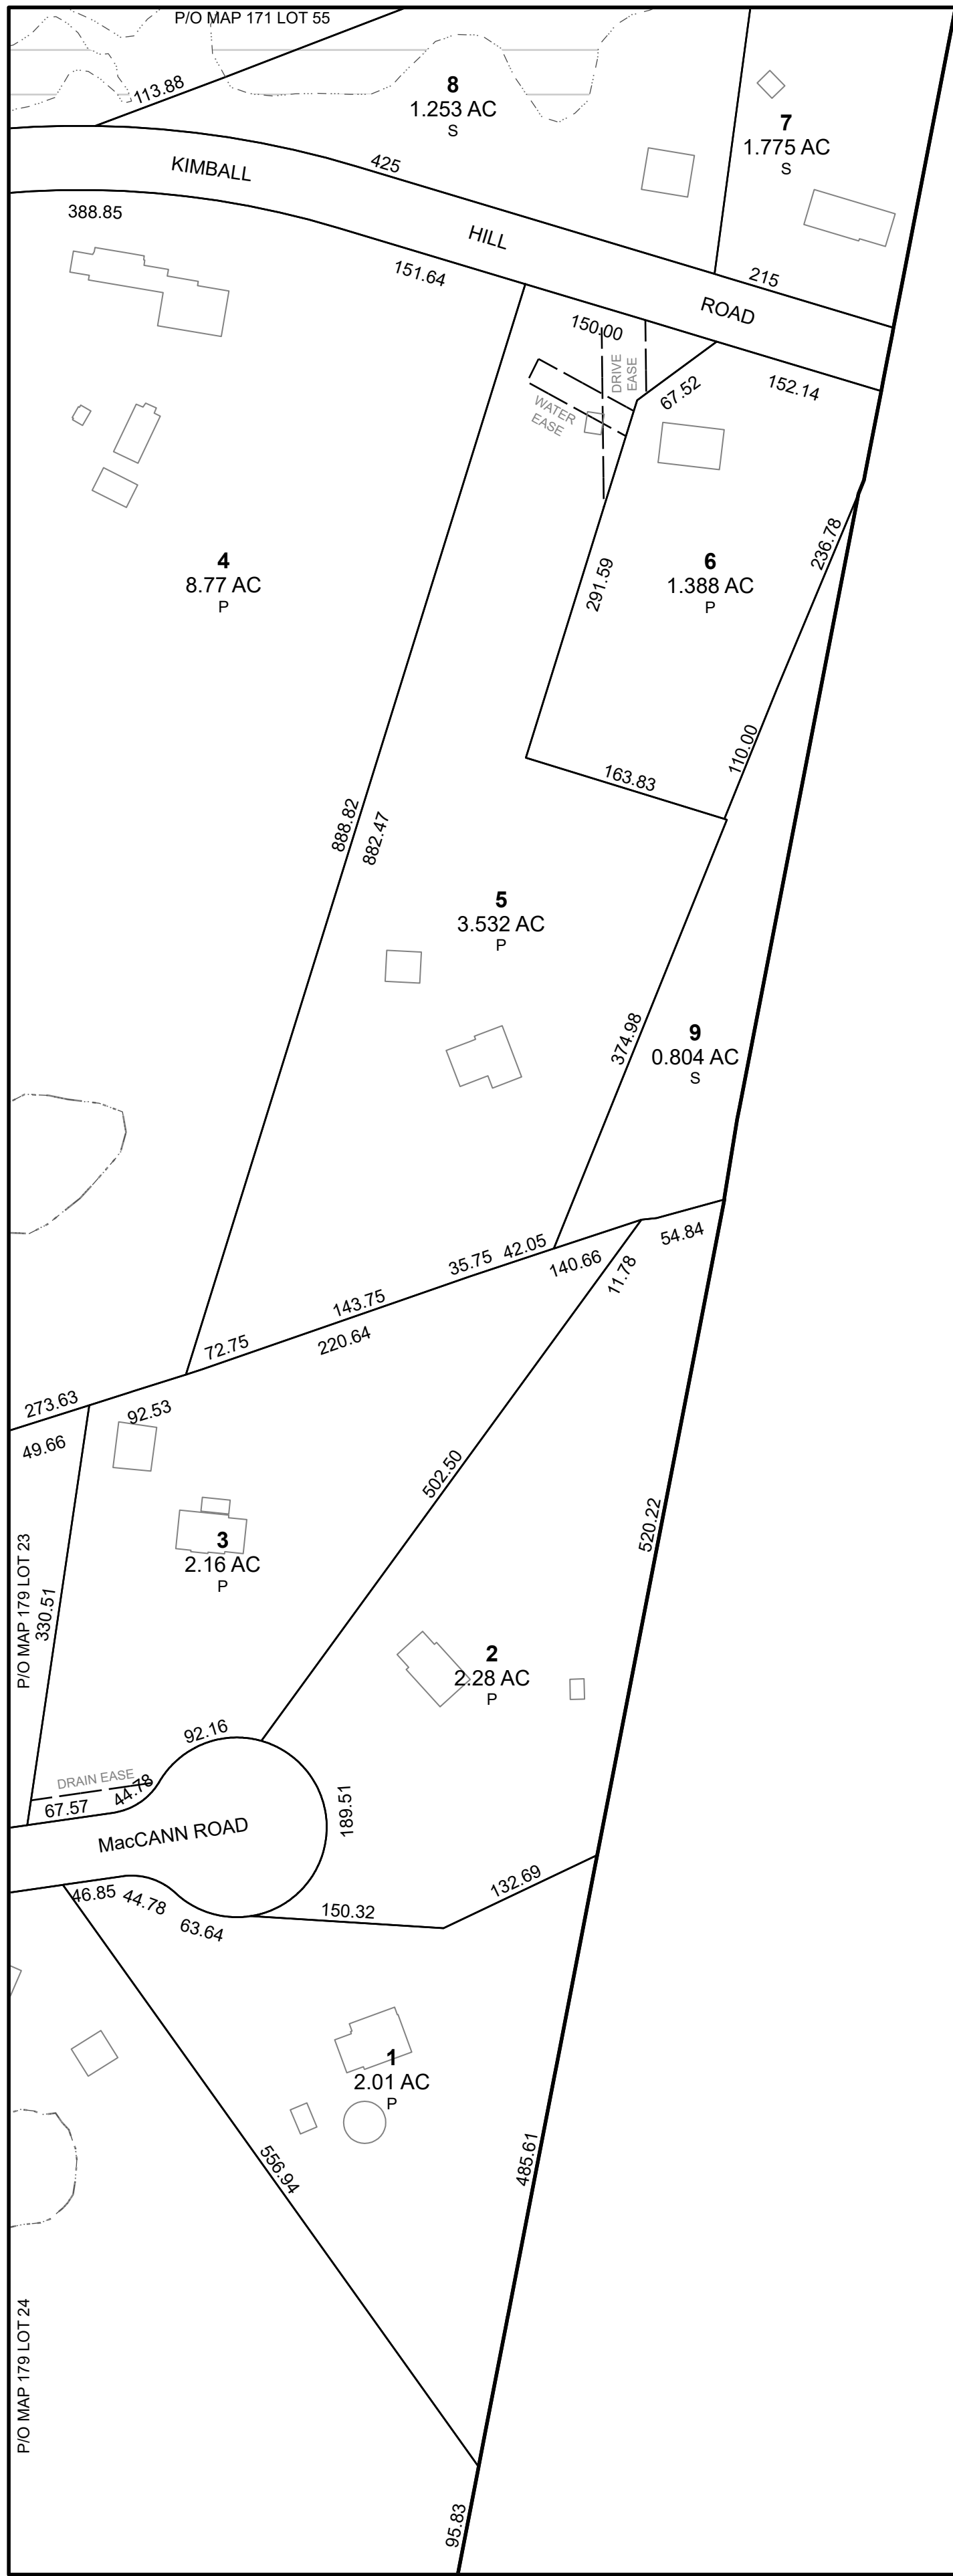 P/O MAP 171 LOT 55
113.88
8
1.253 AC
S
7
1.775 AC
S
KIMBALL
425
388.85
HILL
151.64
215
ROAD
150.00
DRIVE
EASE
67.52
152.14
WATER
EASE
236.78
4
8.77 AC
P
291.59
6
1.388 AC
P
110.00
163.83
888.82
882.47
5
3.532 AC
P
374.98
9
0.804 AC
S
54.84
42.05
35.75
140.66
11.78
143.75
220.64
72.75
273.63
92.53
49.66
502.50
520.22
3
2.16 AC
P
P/O MAP 179 LOT 23
330.51
2
2.28 AC
P
92.16
DRAIN EASE
44.78
67.57
189.51
MacCANN ROAD
132.69
46.85
44.78
150.32
63.64
1
2.01 AC
P
556.94
485.61
P/O MAP 179 LOT 24
95.83